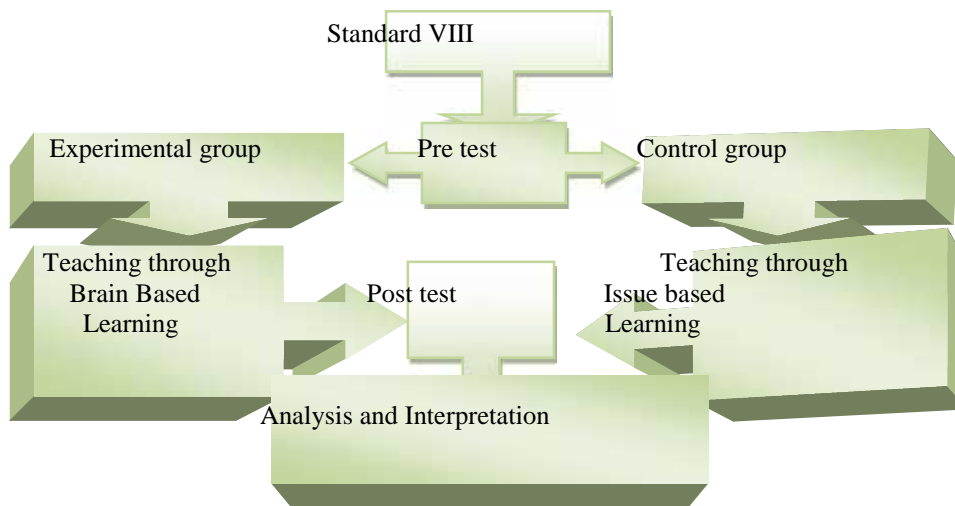 Standard VIII
Experimental group
Pre test
Control group
Teaching through
Brain Based
Learning
Post test
Teaching through
Issue based
Learning
Analysis and Interpretation